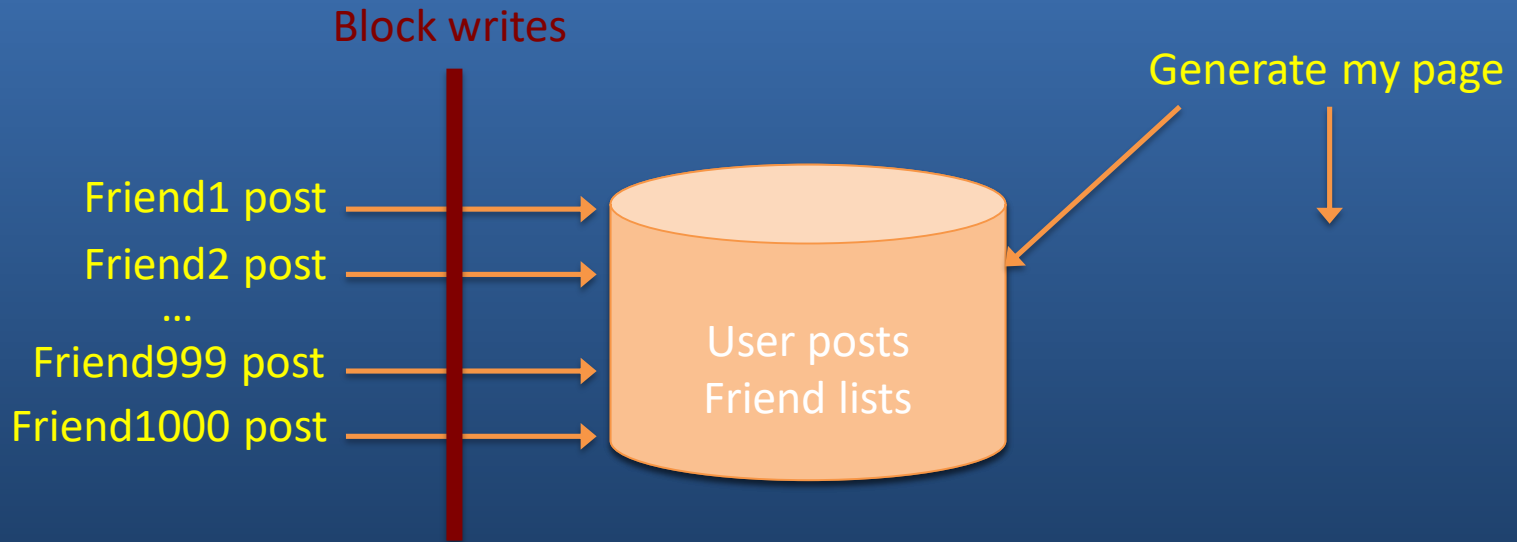 Block writes
Generate my page
Friend1 post
Friend2 post
...
Friend999 post
Friend1000 post
User posts
Friend lists